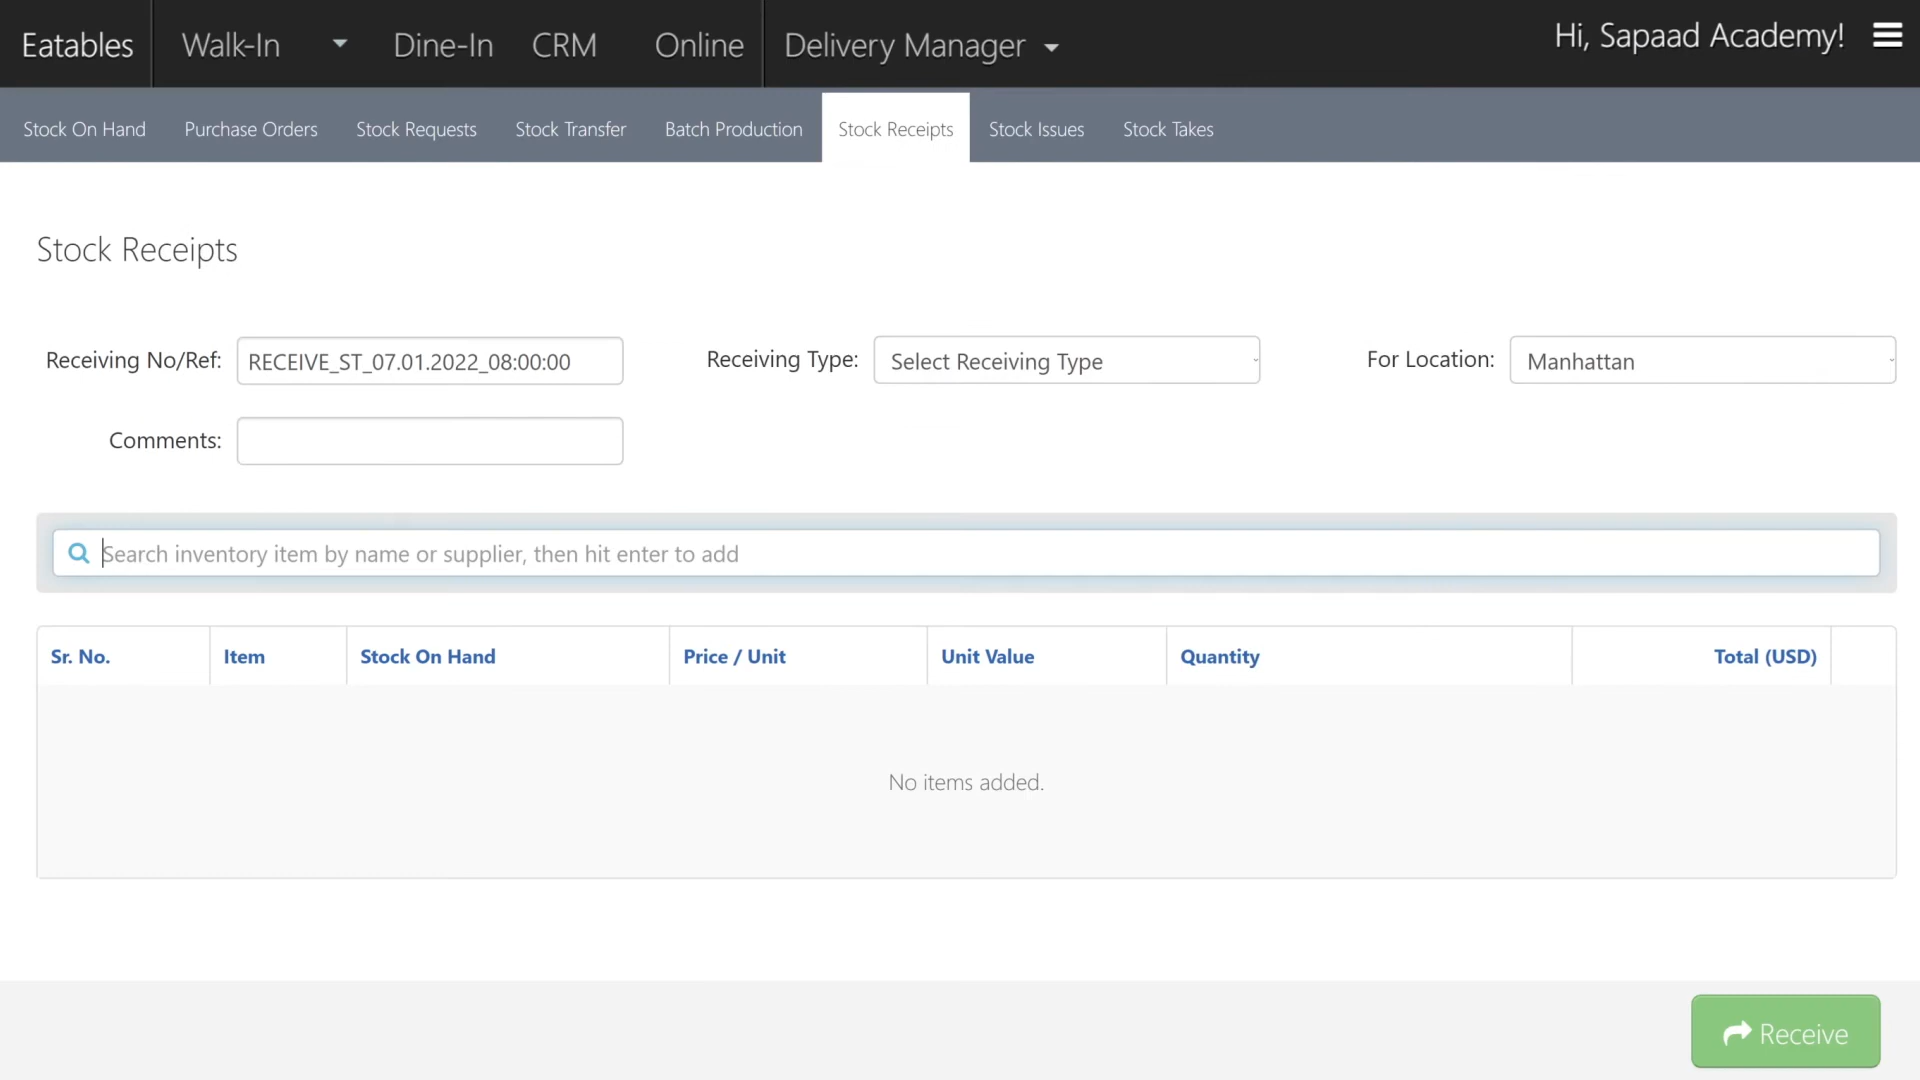 Eatables Walk-In Dine-In CRM Online Delivery Manager Hi, Sapaad Academy!
Stock On Hand Purchase Orders Stock Requests Stock Transfer Batch Production Stock Receipts Stock Issues Stock Takes
Stock Receipts
Receiving No/Ref: RECEIVE_ST_07.01.2022_08:00:00 Receiving Type: Select Receiving Type For Location: Manhattan
Comments:
Search inventory item by name or supplier, then hit enter to add
Sr. No. Item Stock On Hand Price / Unit Unit Value Quantity Total (USD)
No items added.
Receive